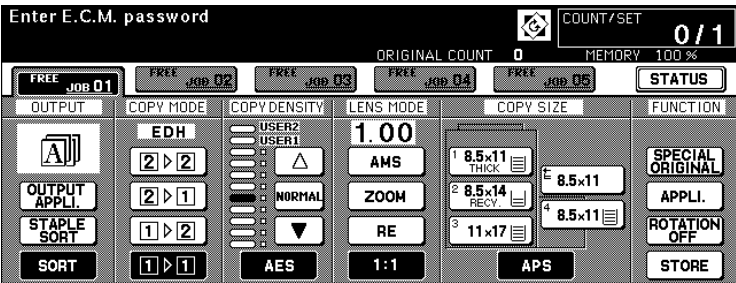 Enter E.C.M. password
COUNT/SET
0/1
ORIGINAL COUNT 0 MEMORY 100 %
FREE JOB 01
FREE JOB 02
FREE JOB 03
FREE JOB 04
FREE JOB 05
STATUS
OUTPUT
COPY MODE
COPY DENSITY
LENS MODE
COPY SIZE
FUNCTION
A
OUTPUT
APPLI.
STAPLE
SORT
SORT
EDH
2▷2
2▷1
1▷2
1▷1
USER2
USER1
△
NORMAL
▼
AES
1.00
AMS
ZOOM
RE
1:1
1 8.5x11
THICK
2 8.5x14
RECY.
3 11x17
8.5x11
4 8.5x11
APS
SPECIAL
ORIGINAL
APPLI.
ROTATION
OFF
STORE